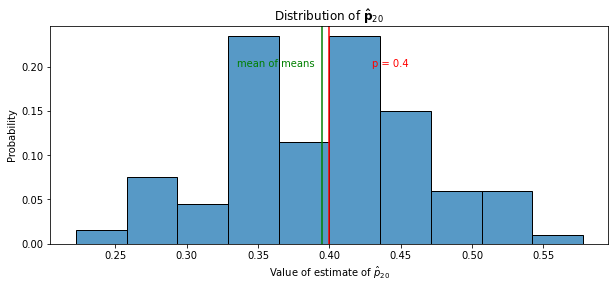 Distribution of p̂₂₀
Probability
0.20
0.15
0.10
0.05
0.00
mean of means
p = 0.4
0.25 0.30 0.35 0.40 0.45 0.50 0.55
Value of estimate of p̂₂₀